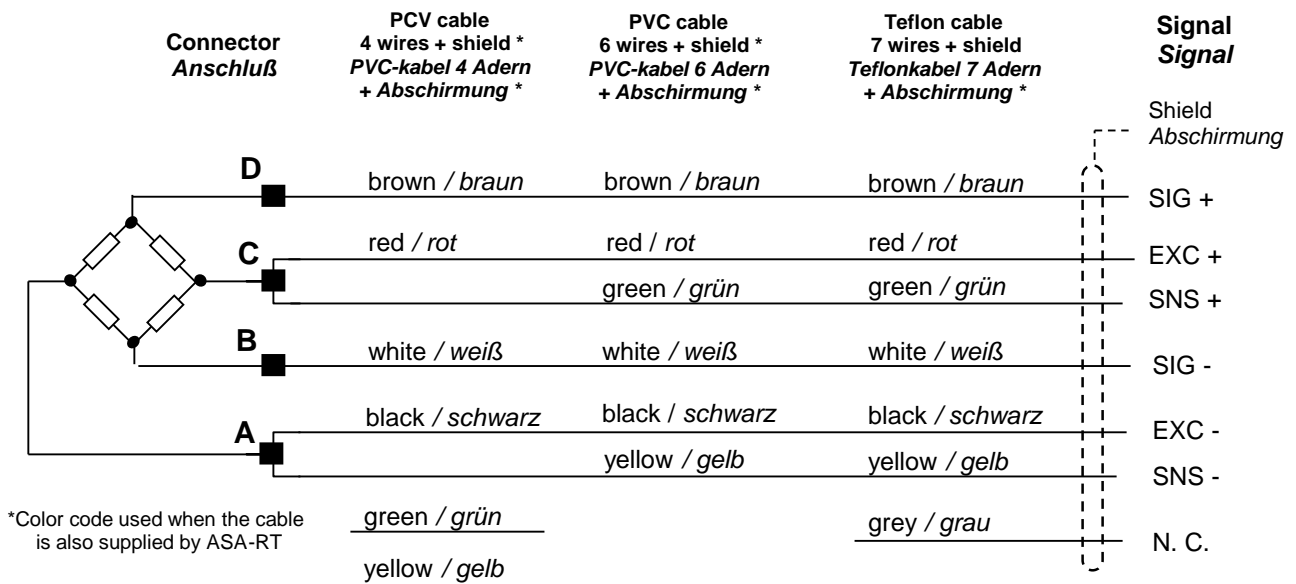 Connector
Anschluß
PCV cable
4 wires + shield *
PVC-kabel 4 Adern
+ Abschirmung *
PVC cable
6 wires + shield *
PVC-kabel 6 Adern
+ Abschirmung *
Teflon cable
7 wires + shield
Teflonkabel 7 Adern
+ Abschirmung *
Signal
Signal
Shield
Abschirmung
D
brown / braun
brown / braun
brown / braun
SIG +
C
red / rot
red / rot
red / rot
EXC +
green / grün
green / grün
SNS +
B
white / weiß
white / weiß
white / weiß
SIG -
A
black / schwarz
black / schwarz
black / schwarz
EXC -
yellow / gelb
yellow / gelb
SNS -
*Color code used when the cable
is also supplied by ASA-RT
green / grün
yellow / gelb
grey / grau
N. C.